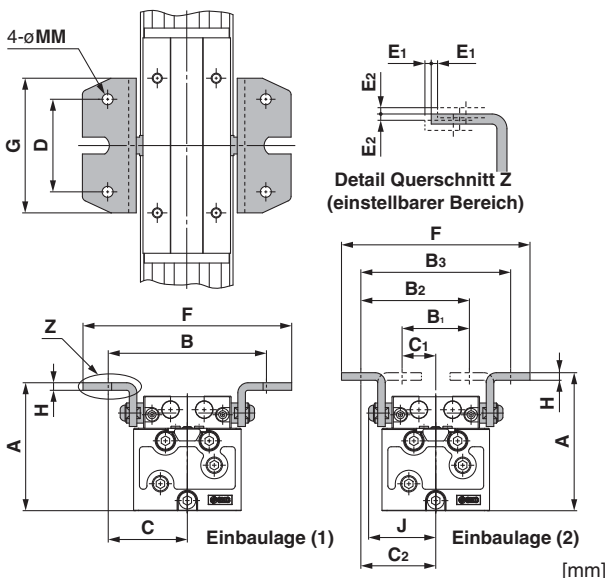 4-øMM
G
D
E1
E1
E2
E2
Detail Querschnitt Z
(einstellbarer Bereich)
F
B
Z
H
A
C
Einbaulage (1)
F
B3
B2
B1
C1
H
A
J
C2
Einbaulage (2)
[mm]